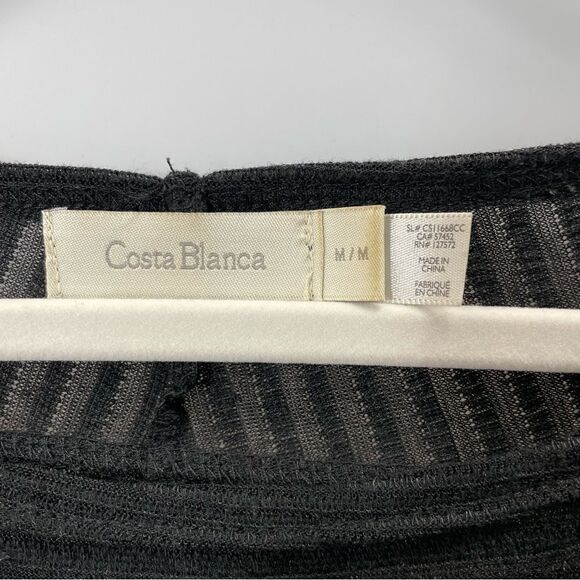 Costa Blanca
M/M
SL# CS11668CC
CA# 57452
RN# 127572
MADE IN
CHINA
FABRIQUÉ
EN CHINE